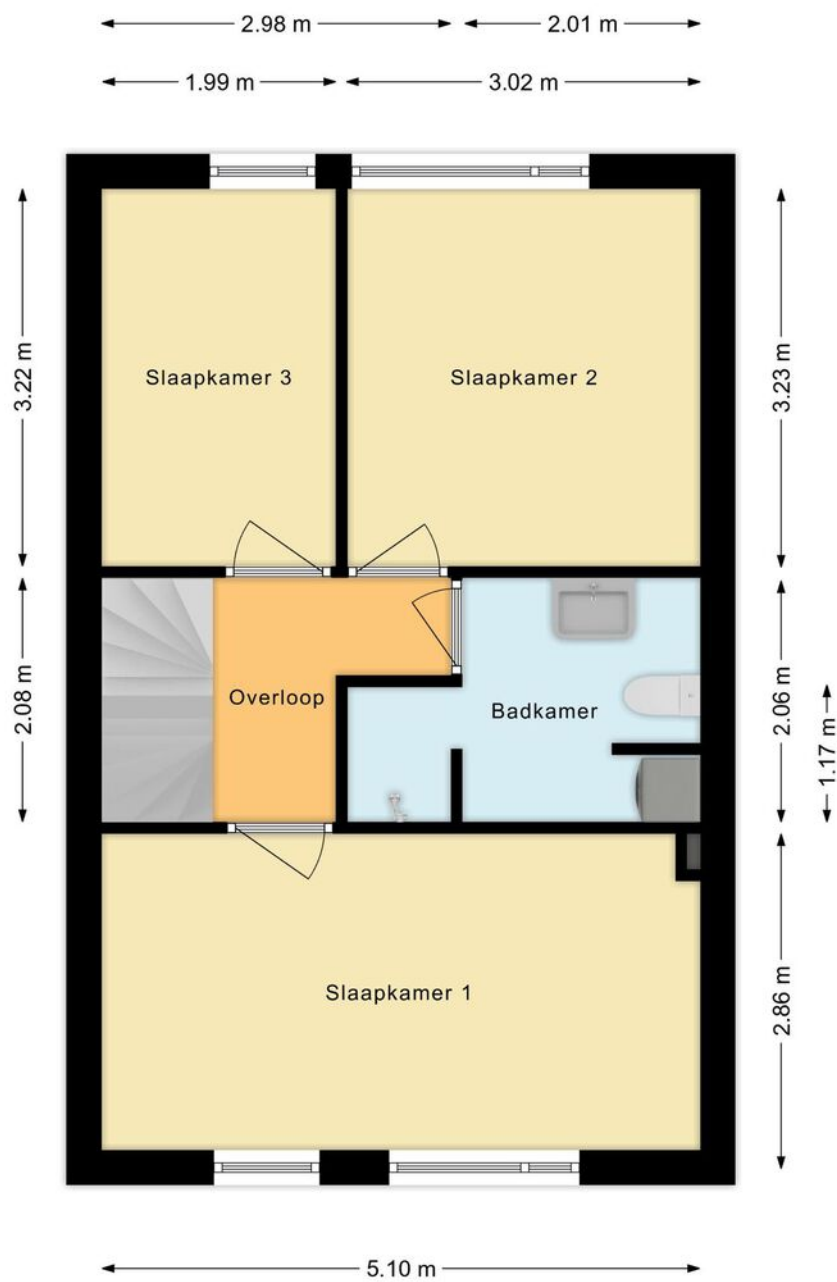 2.98 m
2.01 m
1.99 m
3.02 m
3.22 m
3.23 m
Slaapkamer 3
Slaapkamer 2
2.08 m
Overloop
Badkamer
2.06 m
1.17 m
Slaapkamer 1
2.86 m
5.10 m